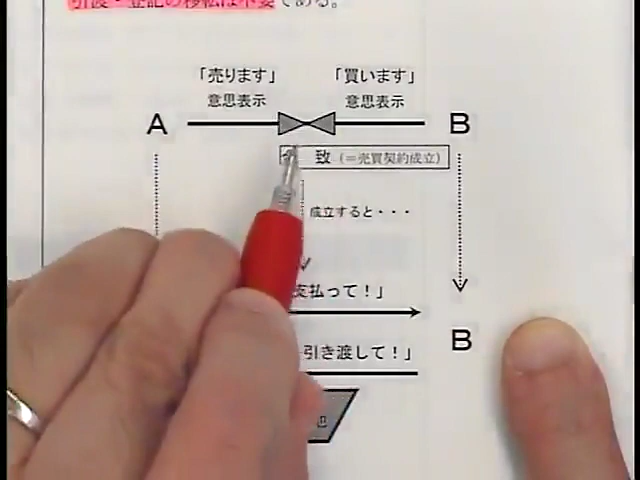 引渡・登記の移転は不要である。
「売ります」 「買います」
意思表示 意思表示
A B
致（＝売買契約成立）
成立すると・・・
払って！」
B
引き渡して！」